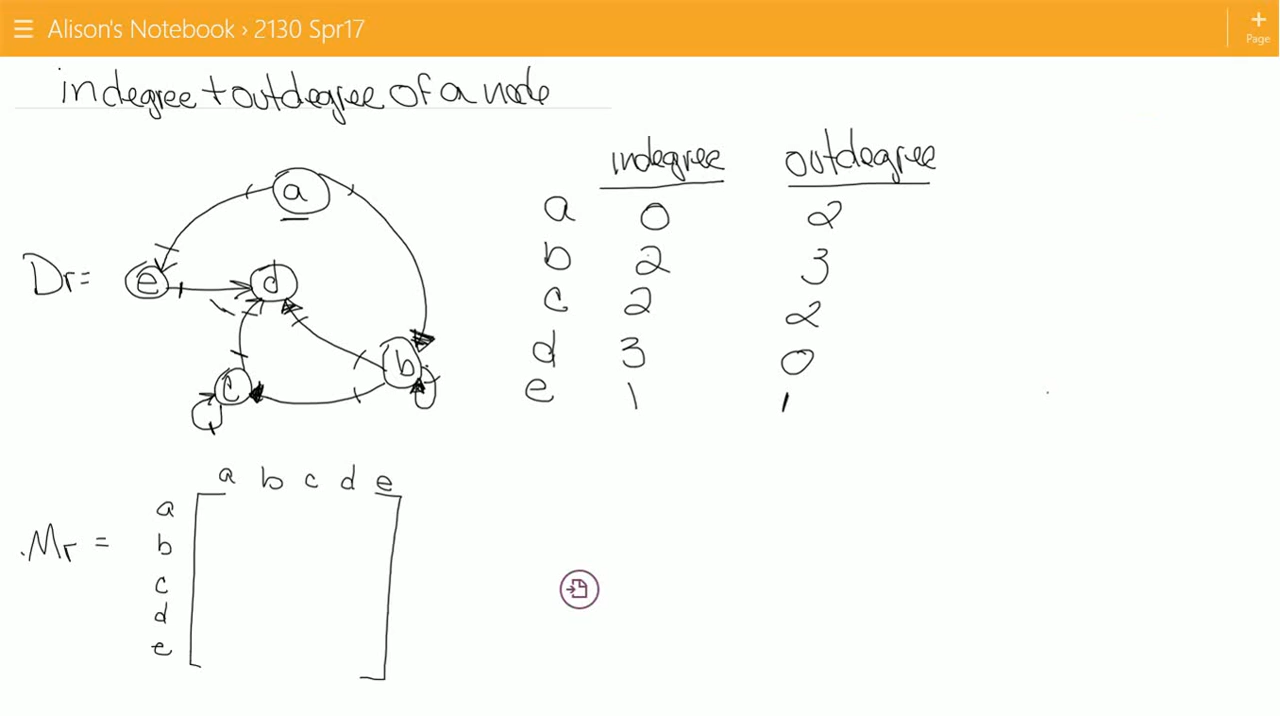 Alison's Notebook › 2130 Spr17
Page
indegree + outdegree of a node
indegree outdegree
a 0 2
b 2 3
c 2 2
d 3 0
e 1 1
Dr=
a
e
d
b
c
a b c d e
Mr =
a
b
c
d
e